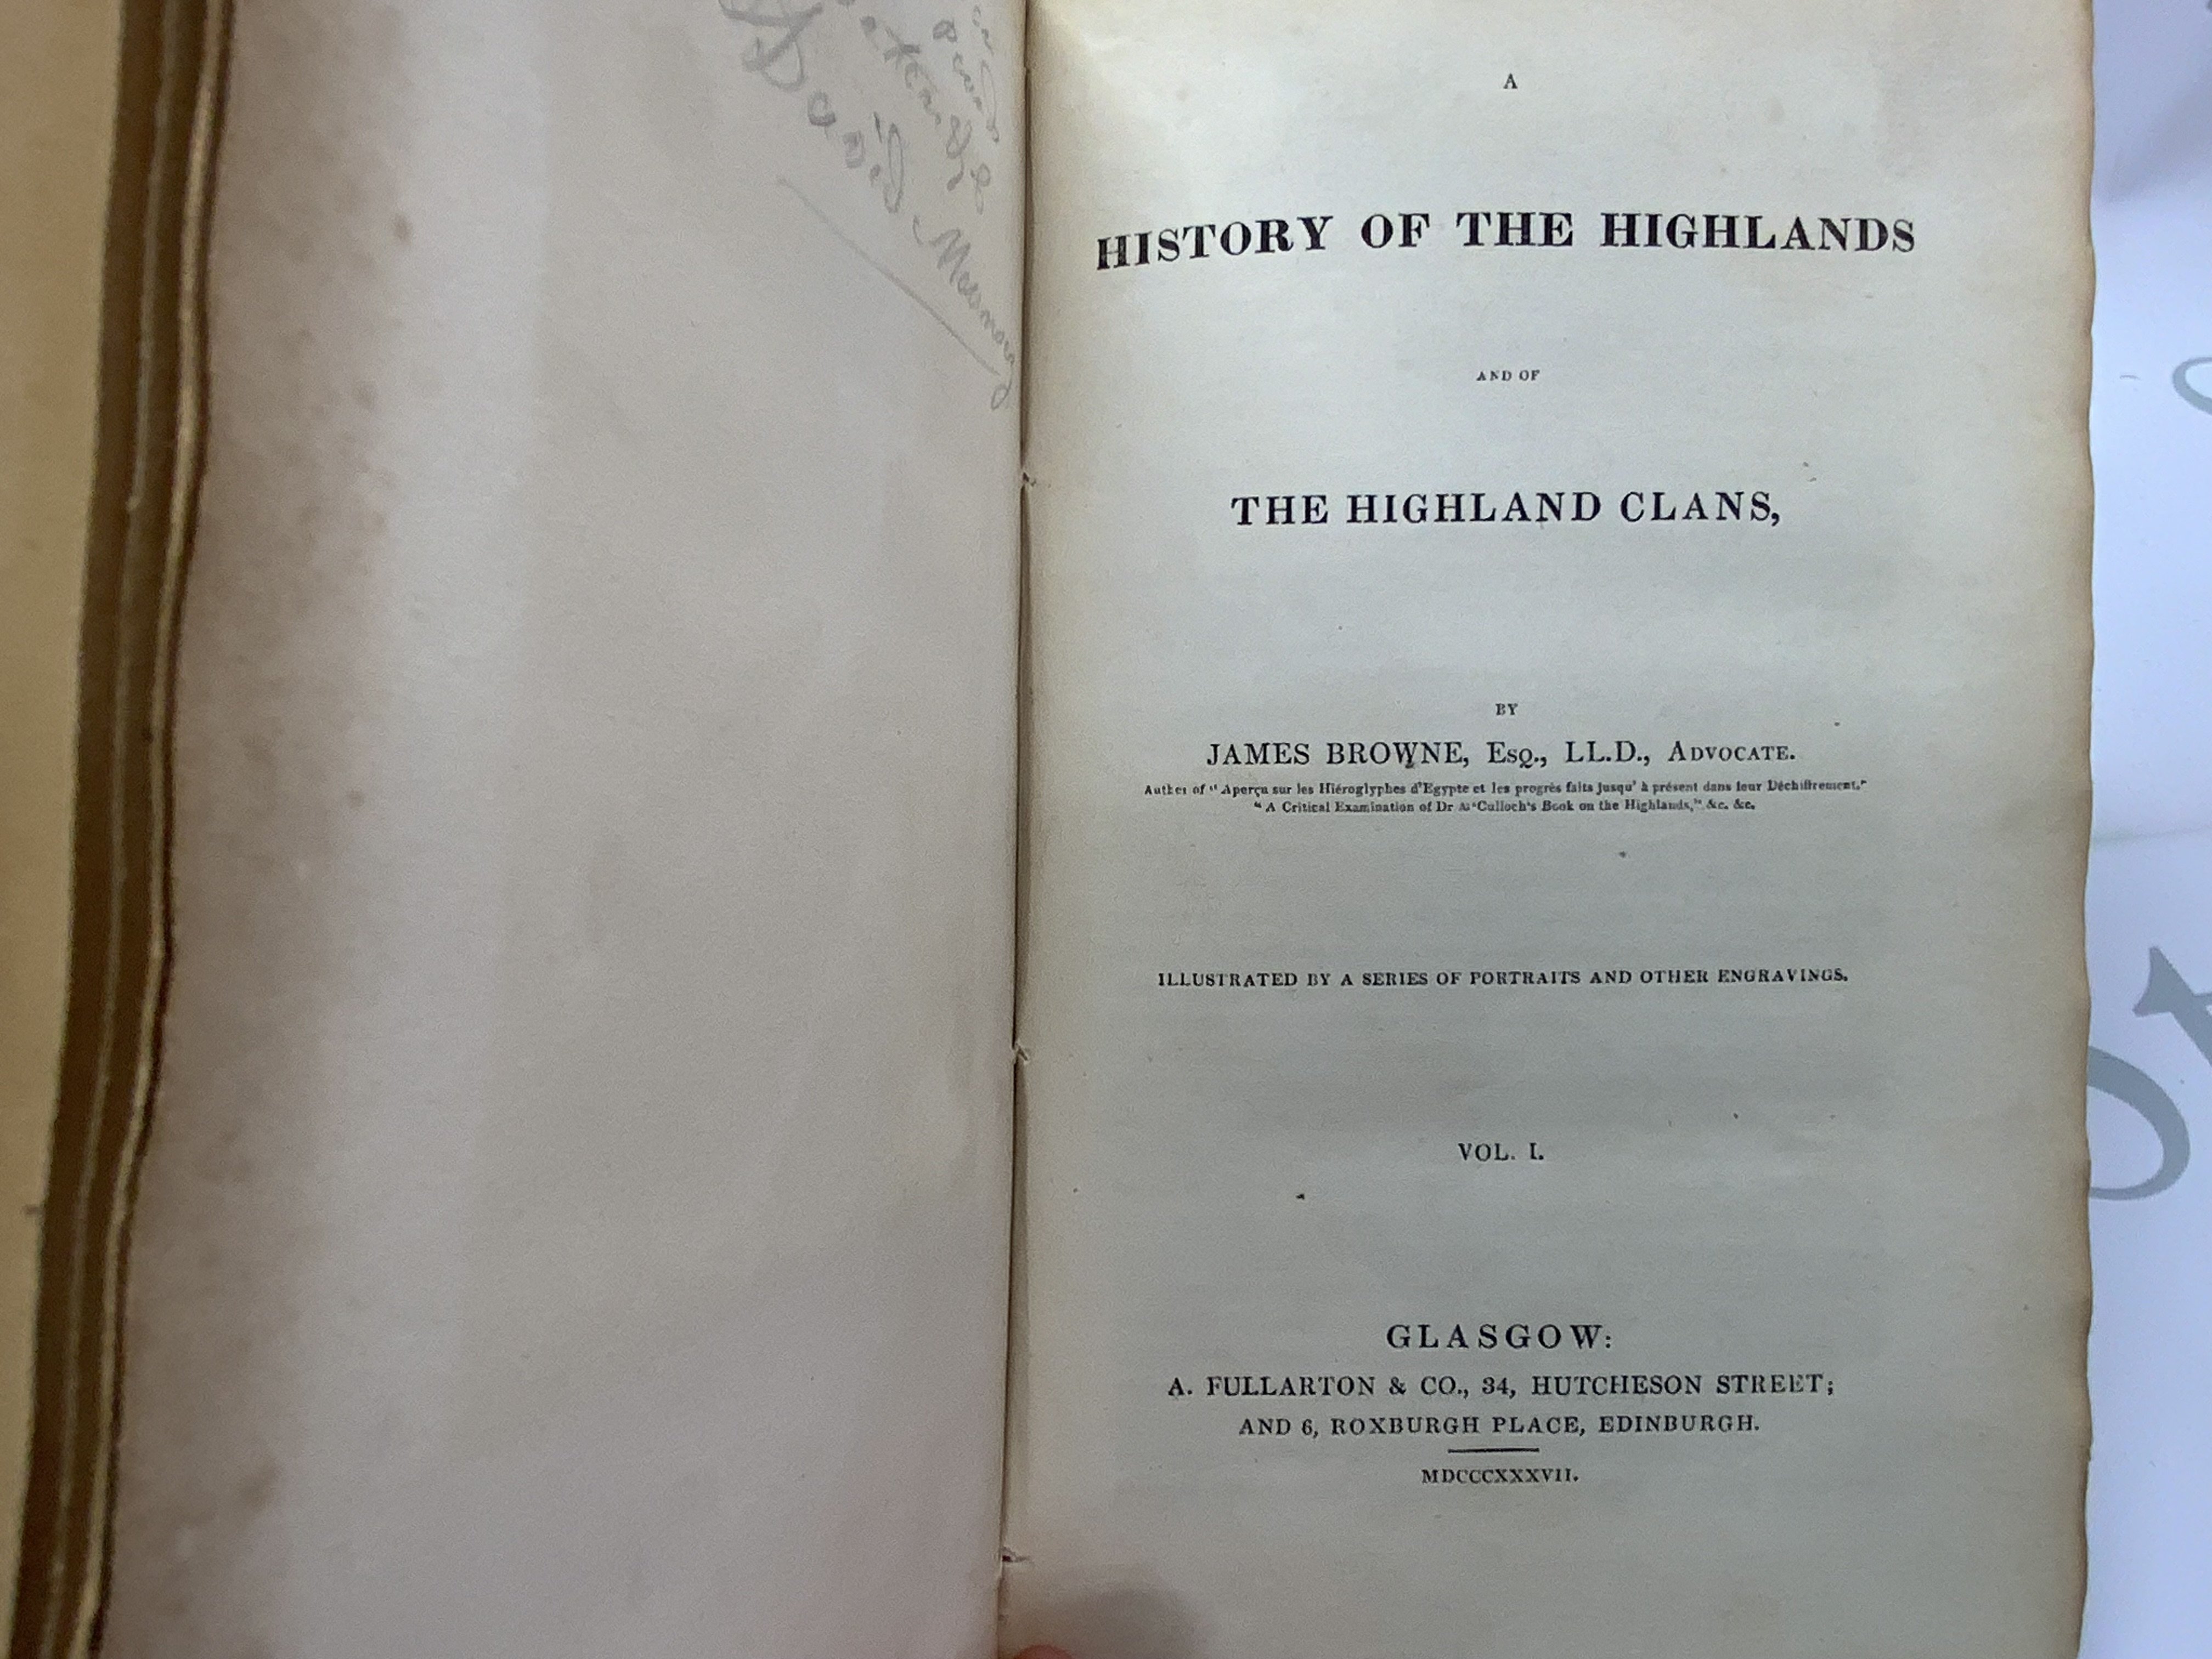 David
A
HISTORY OF THE HIGHLANDS
AND OF
THE HIGHLAND CLANS,
BY
JAMES BROWNE, Esq., LL.D., Advocate.
Author of "Aperçu sur les Hiéroglyphes d'Egypte et les progrès faits jusqu' à présent dans leur Déchiffrement,"
"A Critical Examination of Dr M'Culloch's Book on the Highlands," &c. &c.
ILLUSTRATED BY A SERIES OF PORTRAITS AND OTHER ENGRAVINGS.
VOL. I.
GLASGOW:
A. FULLARTON & CO., 34, HUTCHESON STREET;
AND 6, ROXBURGH PLACE, EDINBURGH.
MDCCCXXXVII.